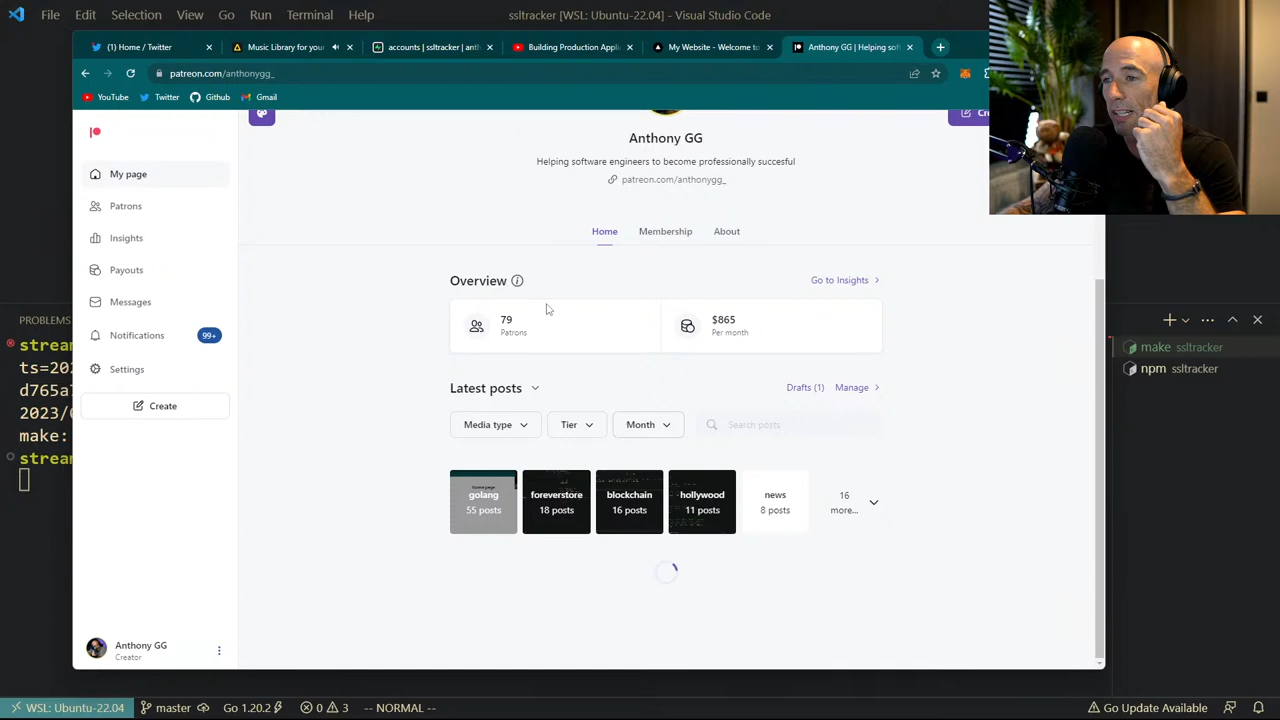 File Edit Selection View Go Run Terminal Help
ssltracker [WSL: Ubuntu-22.04] - Visual Studio Code
(1) Home / Twitter
Music Library for your
accounts | ssltracker | anth
Building Production Appli
My Website - Welcome to
Anthony GG | Helping sof
patreon.com/anthonygg_
YouTube Twitter Github Gmail
My page
Patrons
Insights
Payouts
Messages
Notifications 99+
Settings
Create
Anthony GG
Creator
Anthony GG
Helping software engineers to become professionally succesful
patreon.com/anthonygg_
Home Membership About
Overview
Go to Insights
79
Patrons
$865
Per month
Latest posts
Drafts (1) Manage
Media type Tier Month Search posts
golang
55 posts
foreverstore
18 posts
blockchain
16 posts
hollywood
11 posts
news
8 posts
16
more...
PROBLEMS
stream
ts=202
d765a7
2023/0
make:
stream
make ssltracker
npm ssltracker
WSL: Ubuntu-22.04 master Go 1.20.2 0 3 -- NORMAL -- Go Update Available